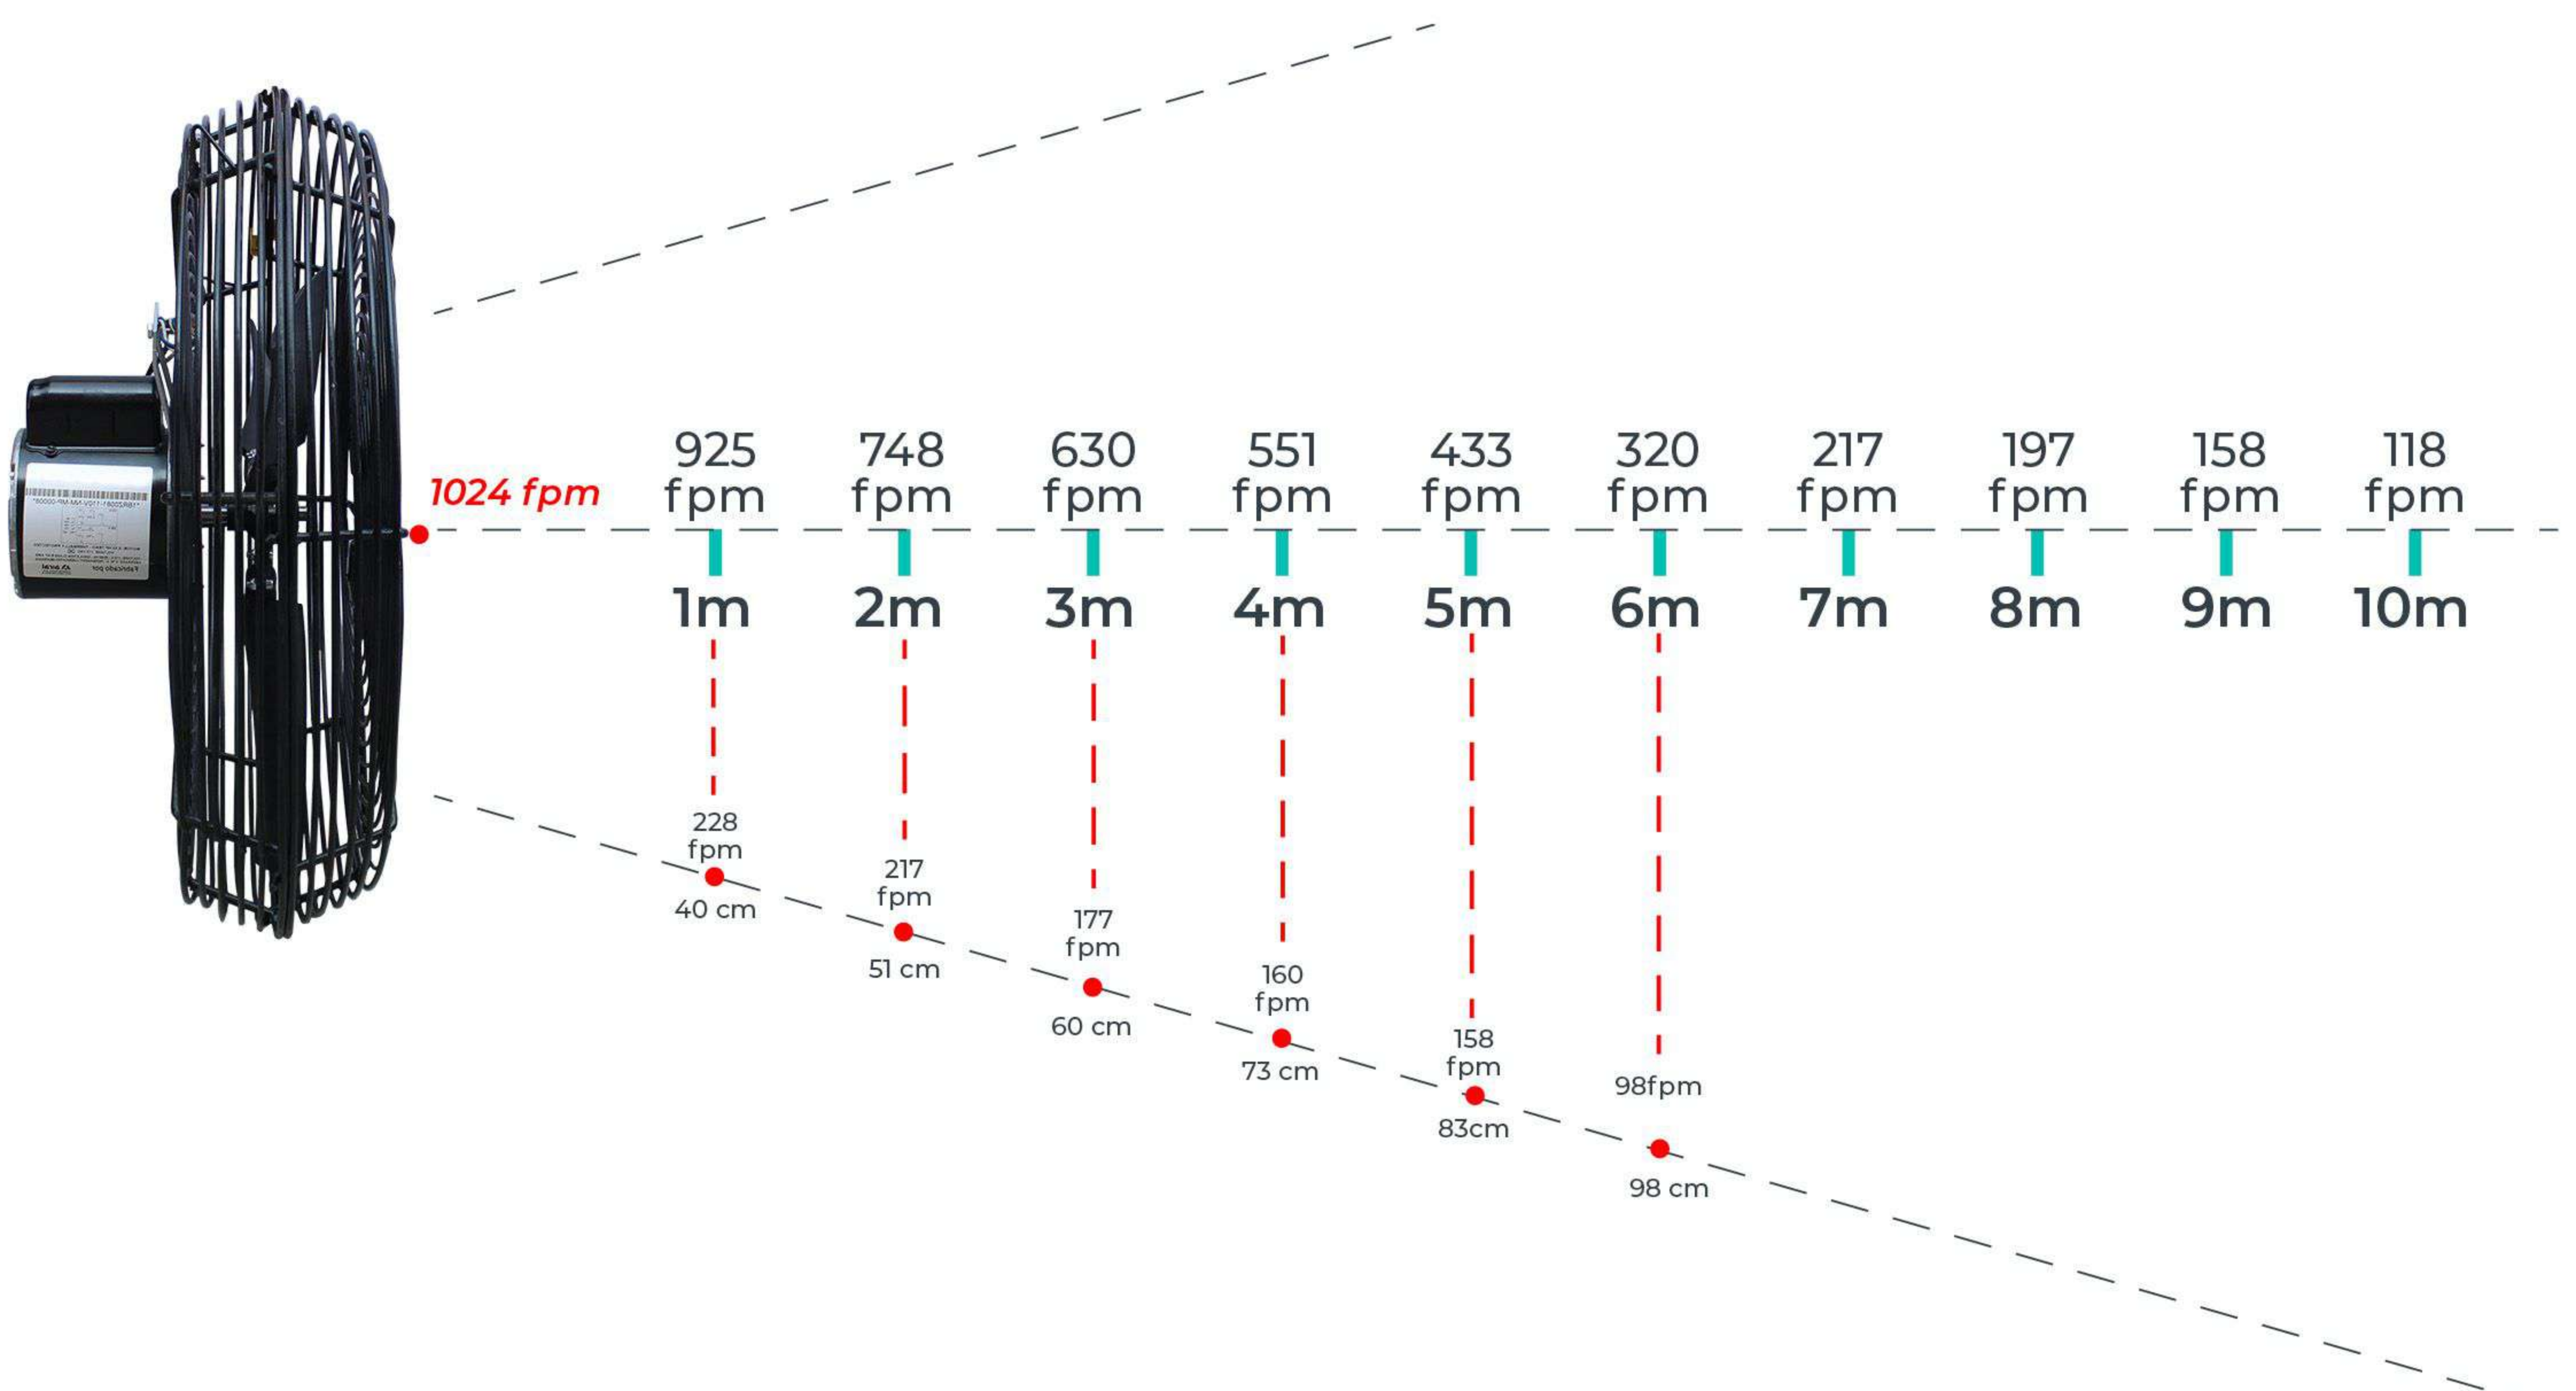 925 748 630 551 433 320 217 197 158 118
fpm fpm fpm fpm fpm fpm fpm fpm fpm fpm
1024 fpm
1m 2m 3m 4m 5m 6m 7m 8m 9m 10m
228
fpm
40 cm
217
fpm
51 cm
177
fpm
60 cm
160
fpm
73 cm
158
fpm
83cm
98fpm
98 cm
Fabricado por